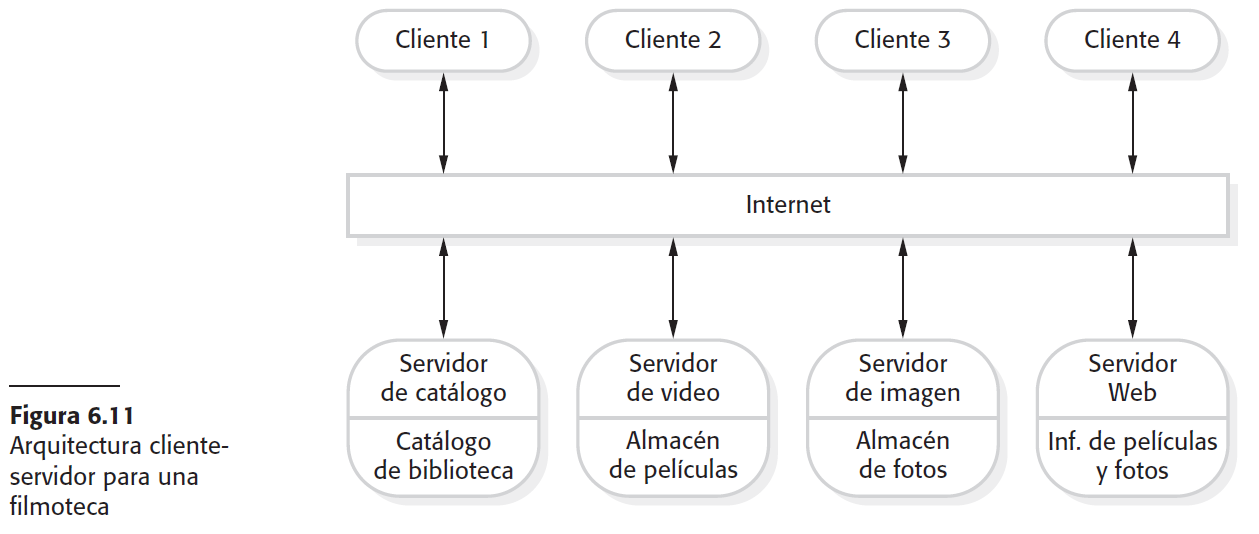 Cliente 1
Cliente 2
Cliente 3
Cliente 4
Internet
Servidor
de catálogo
Catálogo
de biblioteca
Servidor
de video
Almacén
de películas
Servidor
de imagen
Almacén
de fotos
Servidor
Web
Inf. de películas
y fotos
Figura 6.11
Arquitectura cliente-
servidor para una
filmoteca